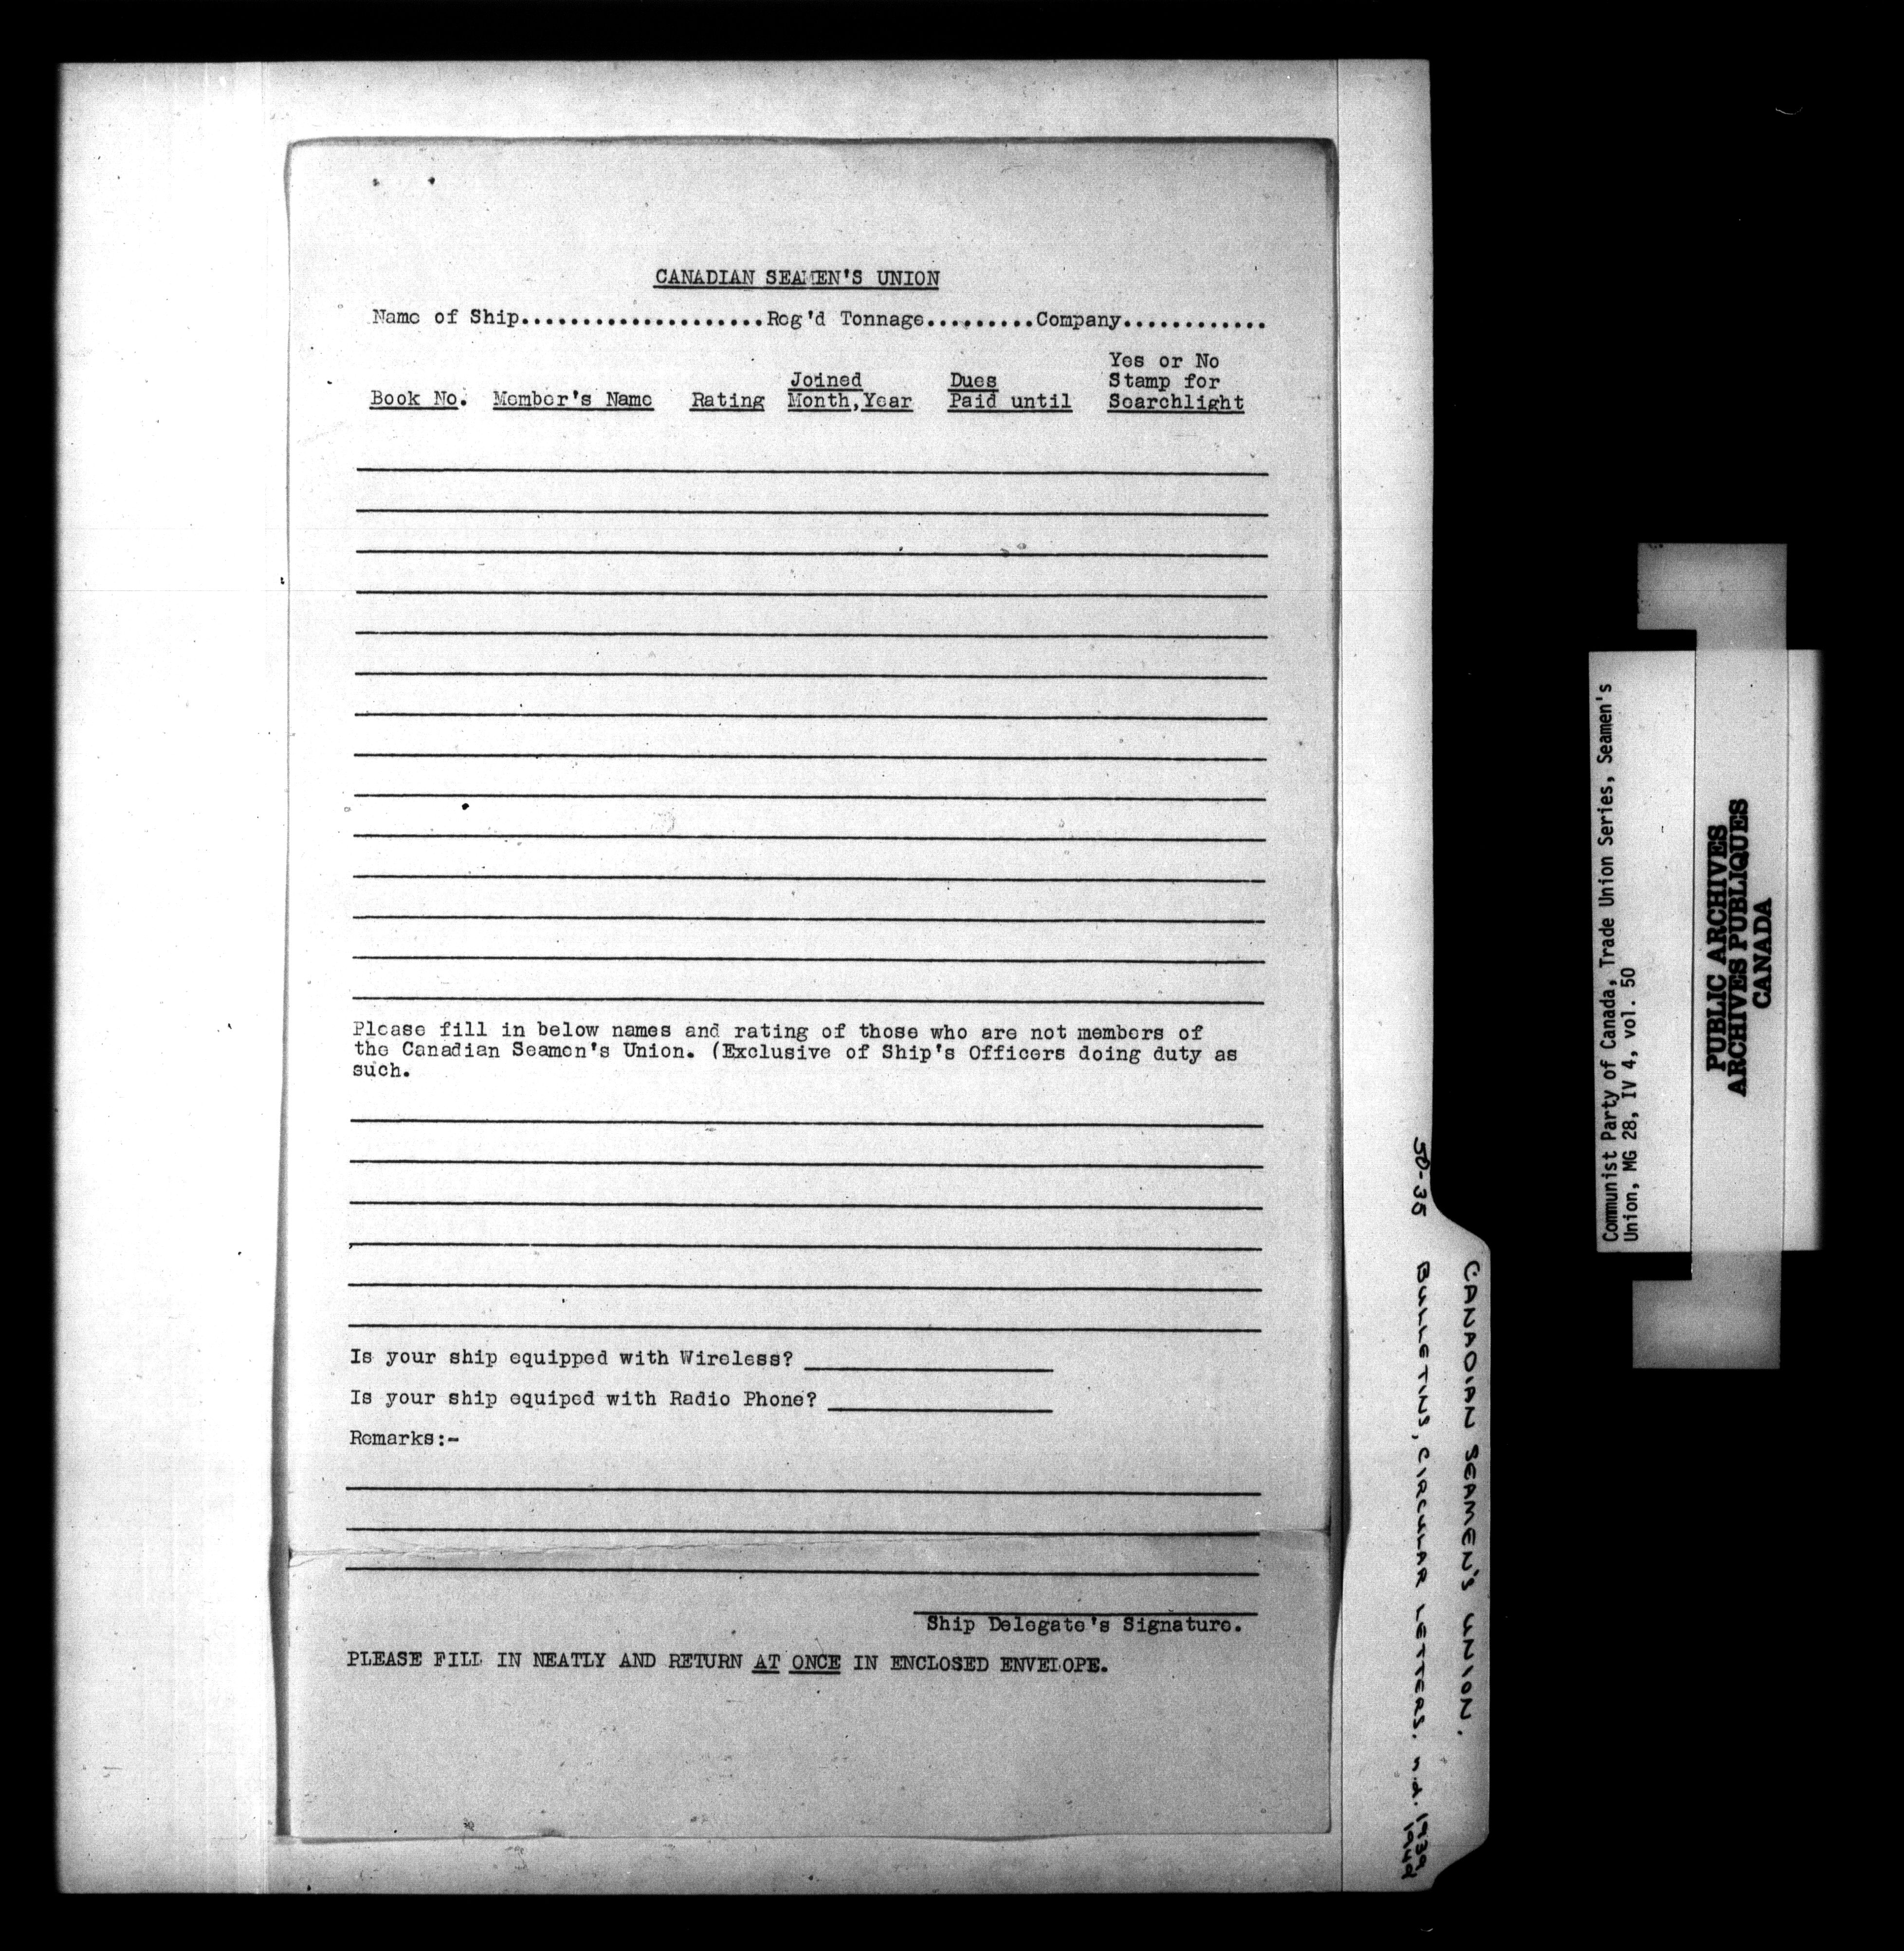 CANADIAN SEAMEN'S UNION
Name of Ship....................Reg'd Tonnage.........Company............
Yes or No
Joined Dues Stamp for
Book No. Member's Name Rating Month, Year Paid until Searchlight
Please fill in below names and rating of those who are not members of
the Canadian Seamen's Union. (Exclusive of Ship's Officers doing duty as
such.
Is your ship equipped with Wireless?
Is your ship equiped with Radio Phone?
Remarks:-
Ship Delegate's Signature.
PLEASE FILL IN NEATLY AND RETURN AT ONCE IN ENCLOSED ENVELOPE.
CANADIAN SEAMEN'S UNION.
50-35 BULLETINS, CIRCULAR LETTERS. n.d. 1939
1949
Communist Party of Canada, Trade Union Series, Seamen's
Union, MG 28, IV 4, vol. 50
PUBLIC ARCHIVES
ARCHIVES PUBLIQUES
CANADA